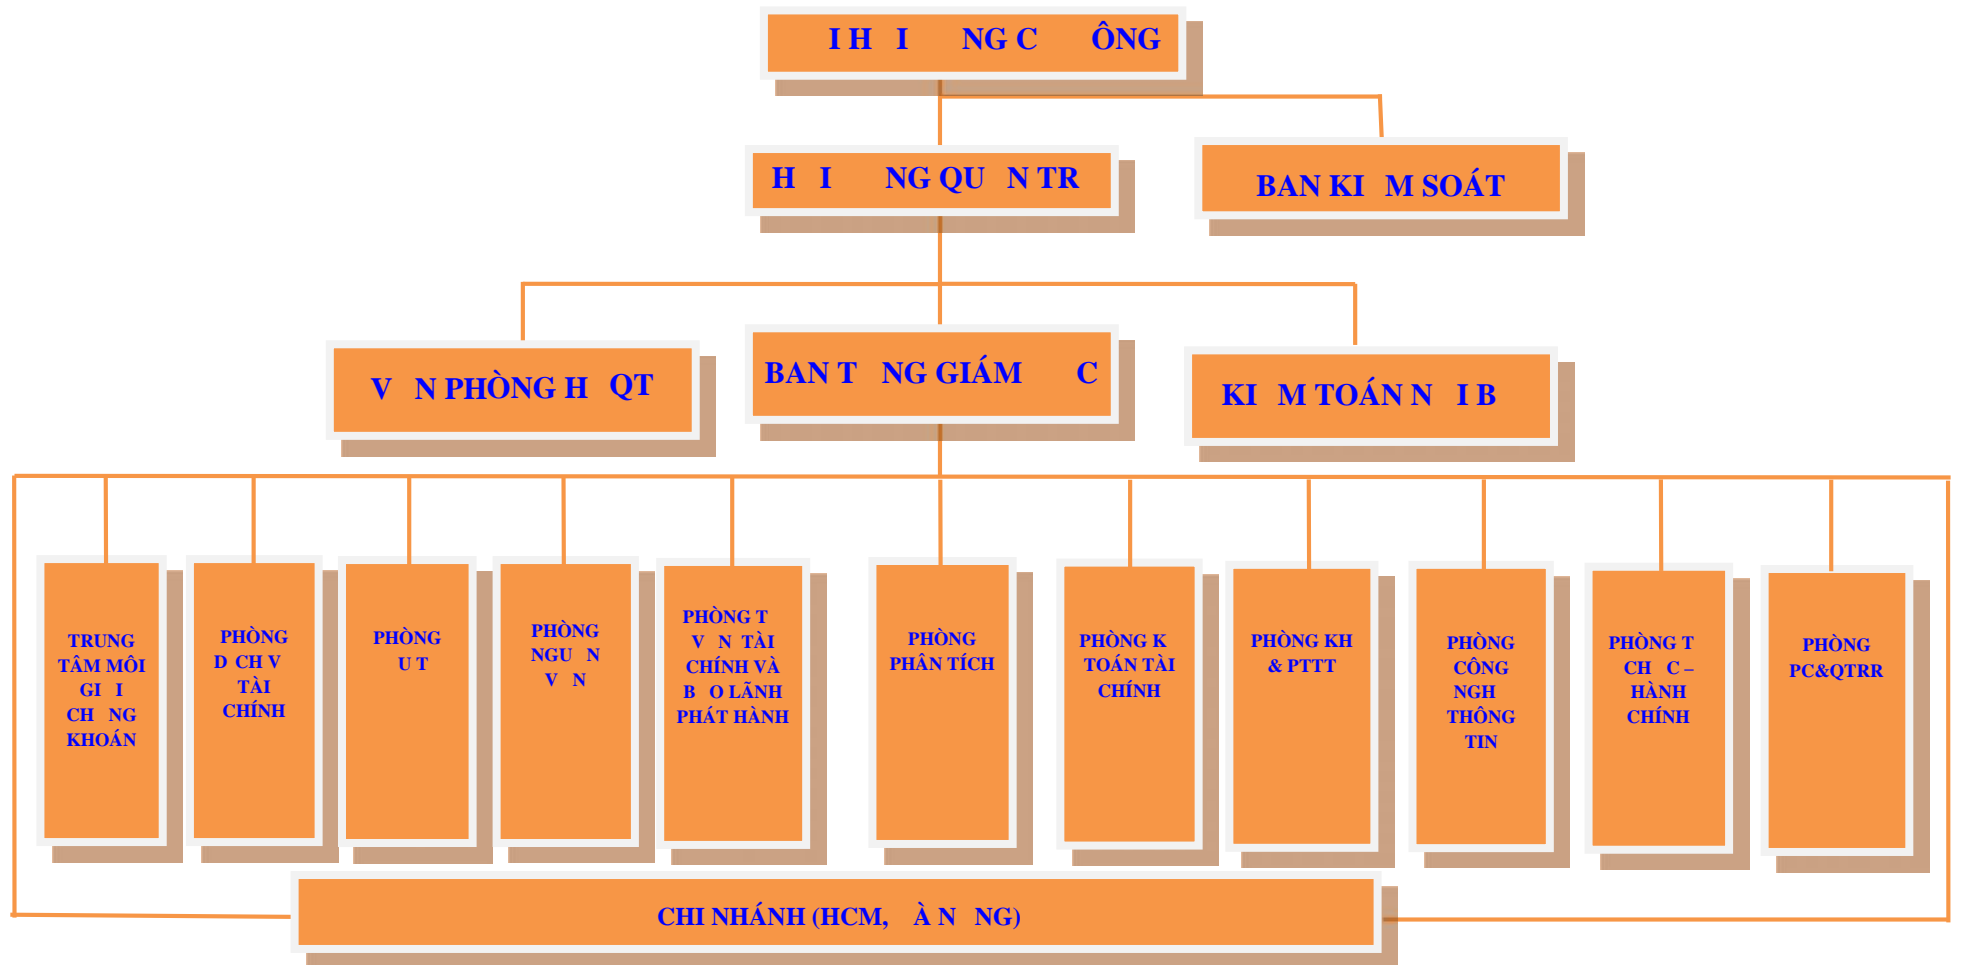 I H I NG C ÔNG
H I NG QU N TR
BAN KI M SOÁT
V N PHÒNG H QT
BAN T NG GIÁM C
KI M TOÁN N I B
TRUNG
TÂM MÔI
GI I
CH NG
KHOÁN
PHÒNG
D CH V
TÀI
CHÍNH
PHÒNG
U T
PHÒNG
NGU N
V N
PHÒNG T
V N TÀI
CHÍNH VÀ
B O LÃNH
PHÁT HÀNH
PHÒNG
PHÂN TÍCH
PHÒNG K
TOÁN TÀI
CHÍNH
PHÒNG KH
& PTTT
PHÒNG
CÔNG
NGH
THÔNG
TIN
PHÒNG T
CH C –
HÀNH
CHÍNH
PHÒNG
PC&QTRR
CHI NHÁNH (HCM, À N NG)